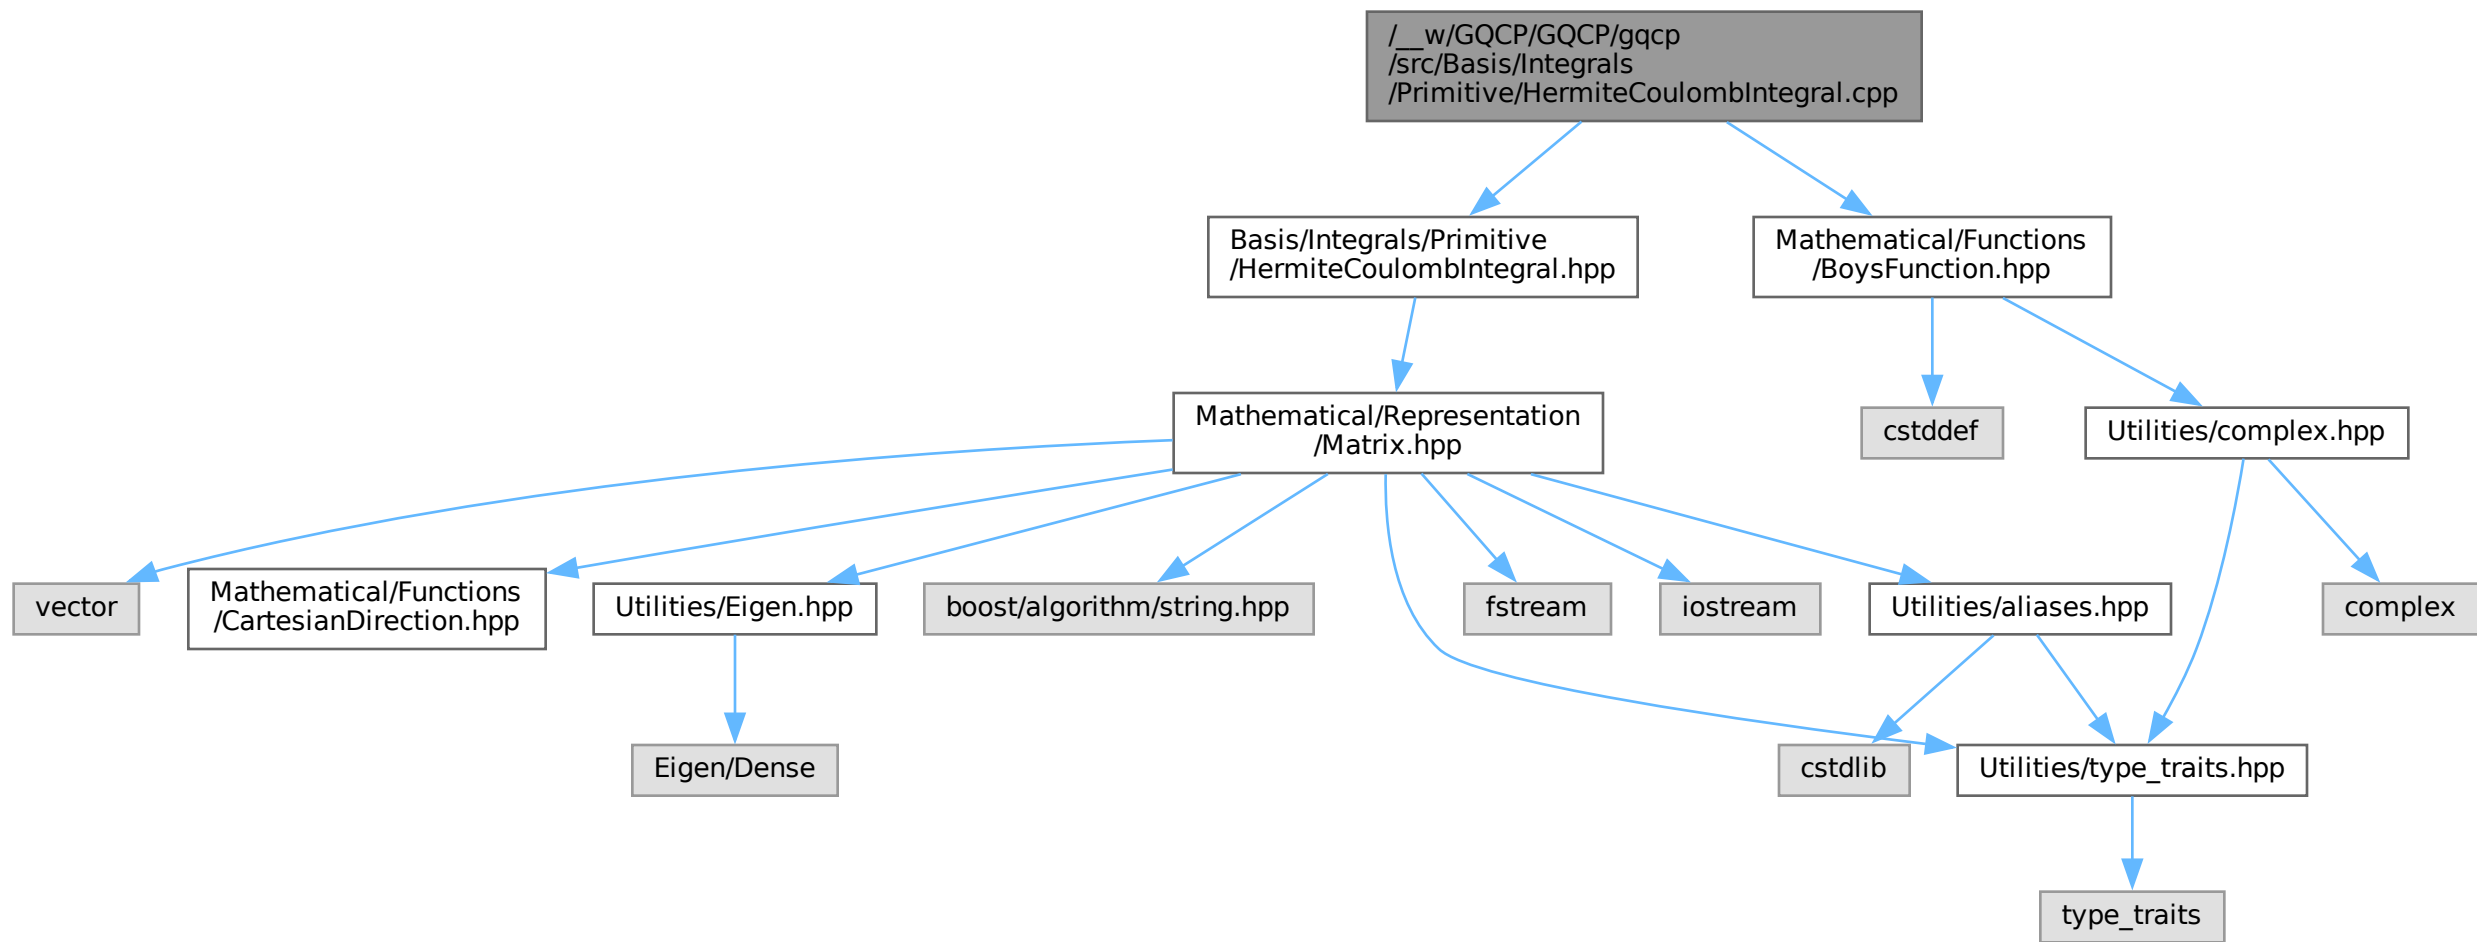 /__w/GQCP/GQCP/gqcp
/src/Basis/Integrals
/Primitive/HermiteCoulombIntegral.cpp
Basis/Integrals/Primitive
/HermiteCoulombIntegral.hpp
Mathematical/Functions
/BoysFunction.hpp
Mathematical/Representation
/Matrix.hpp
cstddef
Utilities/complex.hpp
vector
Mathematical/Functions
/CartesianDirection.hpp
Utilities/Eigen.hpp
boost/algorithm/string.hpp
fstream
iostream
Utilities/aliases.hpp
complex
Eigen/Dense
cstdlib
Utilities/type_traits.hpp
type_traits